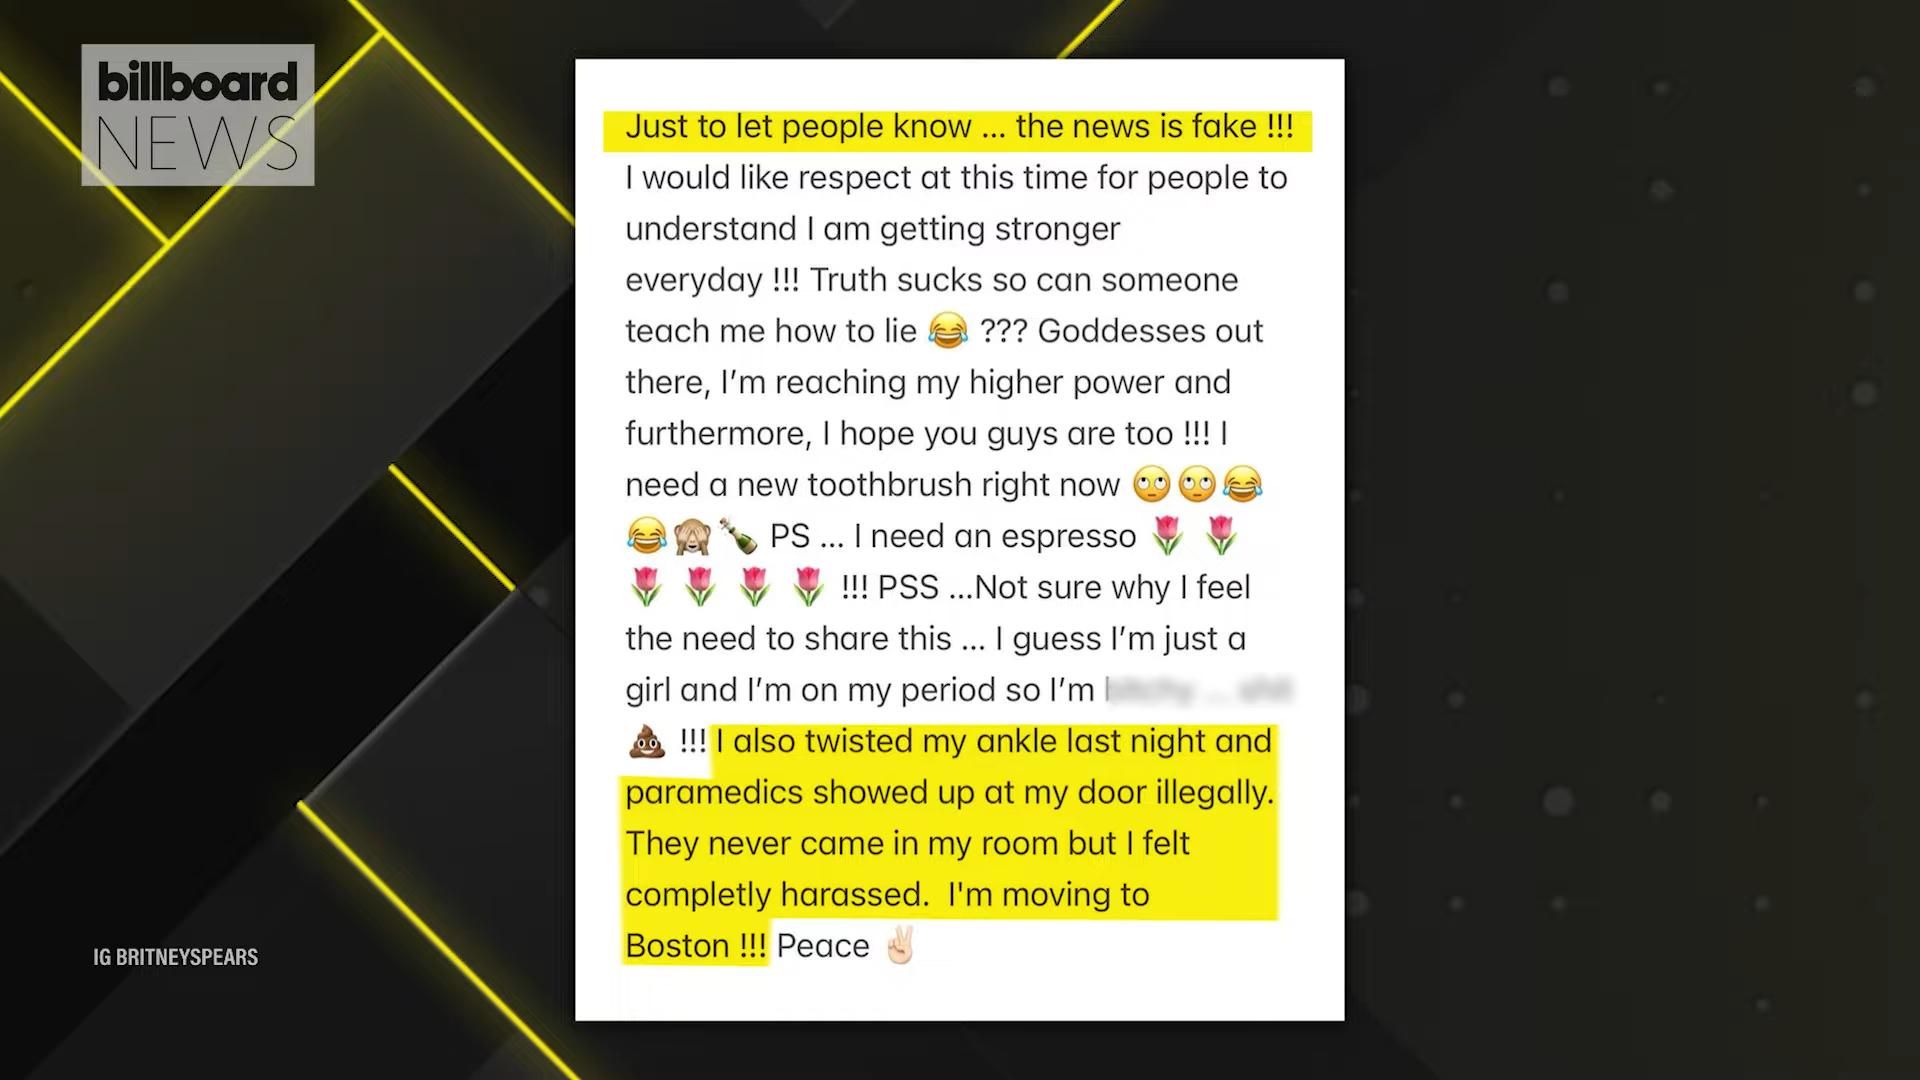 billboard
NEWS
Just to let people know ... the news is fake !!!
I would like respect at this time for people to
understand I am getting stronger
everyday !!! Truth sucks so can someone
teach me how to lie 😂 ??? Goddesses out
there, I’m reaching my higher power and
furthermore, I hope you guys are too !!! I
need a new toothbrush right now 🙄🙄😂
😂🙈🍾 PS ... I need an espresso 🌷 🌷
🌷 🌷 🌷 🌷 !!! PSS ...Not sure why I feel
the need to share this ... I guess I’m just a
girl and I’m on my period so I’m
💩 !!! I also twisted my ankle last night and
paramedics showed up at my door illegally.
They never came in my room but I felt
completly harassed.  I'm moving to
Boston !!! Peace ✌🏻
IG BRITNEYSPEARS